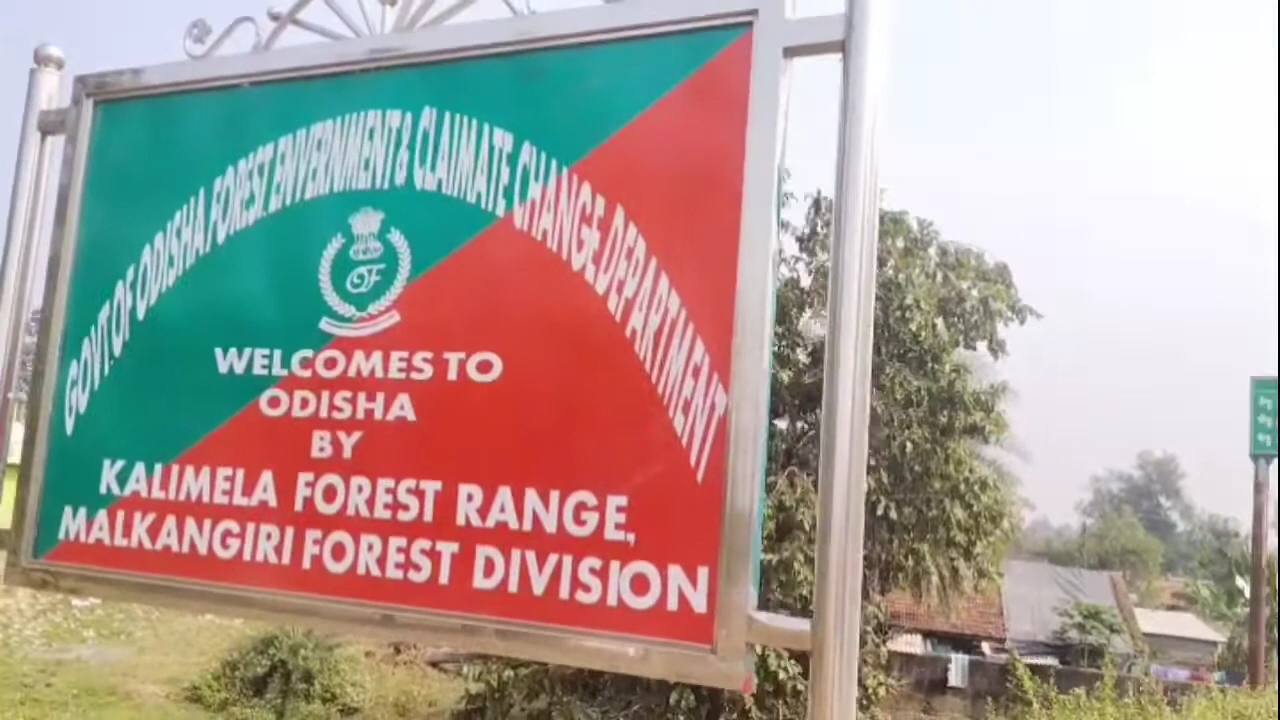 GOVT.OF ODISHA FOREST, ENVERNMENT & CLAIMATE CHANGE DEPARTMENT
WELCOMES TO
ODISHA
BY
KALIMELA FOREST RANGE,
MALKANGIRI FOREST DIVISION